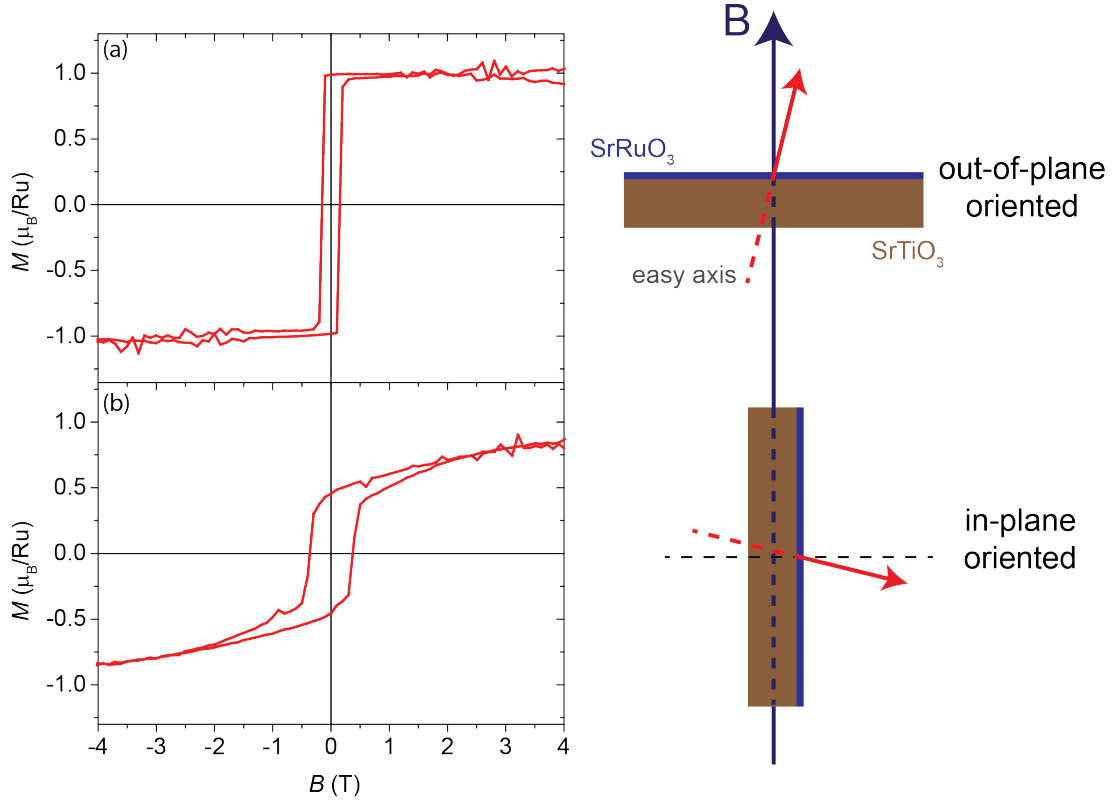 (a)
1.0
0.5
0.0
-0.5
-1.0
M (μB/Ru)
(b)
1.0
0.5
0.0
-0.5
-1.0
M (μB/Ru)
-4 -3 -2 -1 0 1 2 3 4
B (T)
B
SrRuO3
out-of-plane
oriented
SrTiO3
easy axis
in-plane
oriented